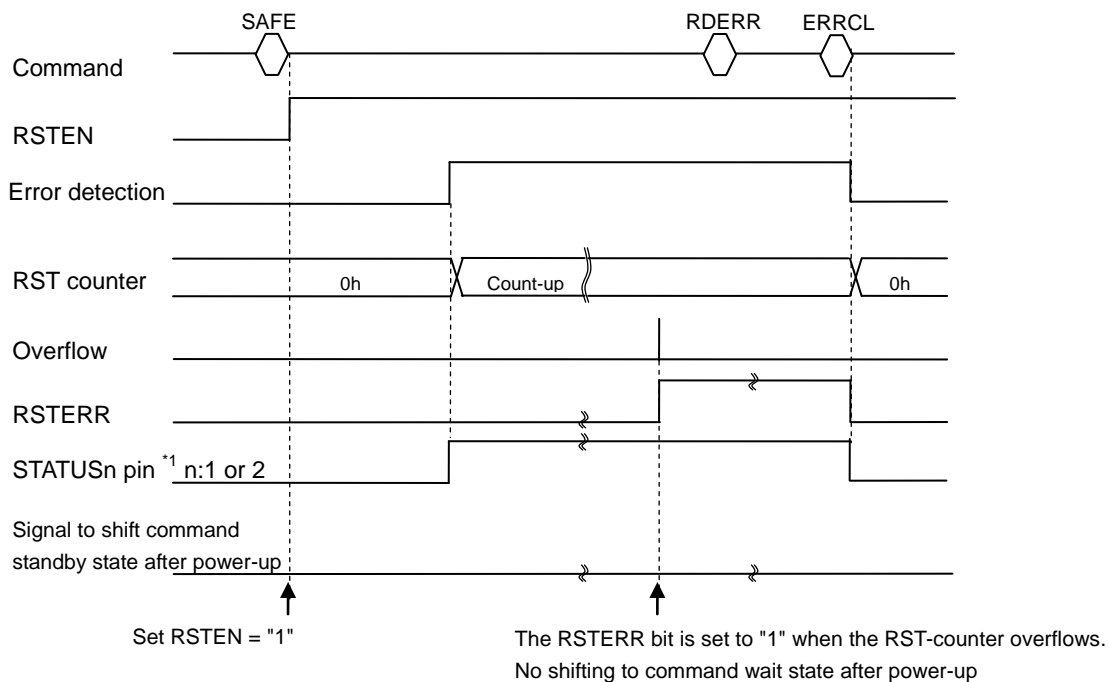 SAFE RDERR ERRCL
Command
RSTEN
Error detection
RST counter 0h Count-up 0h
Overflow
RSTERR
STATUSn pin *1 n:1 or 2
Signal to shift command
standby state after power-up
Set RSTEN = "1"
The RSTERR bit is set to "1" when the RST-counter overflows.
No shifting to command wait state after power-up